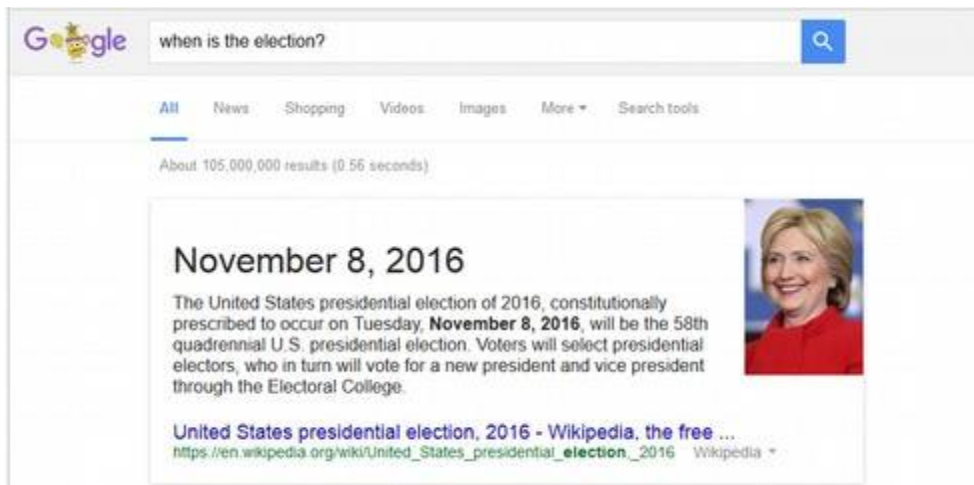 Google
when is the election?
All News Shopping Videos Images More Search tools
About 105,000,000 results (0.56 seconds)
November 8, 2016
The United States presidential election of 2016, constitutionally
prescribed to occur on Tuesday, November 8, 2016, will be the 58th
quadrennial U.S. presidential election. Voters will select presidential
electors, who in turn will vote for a new president and vice president
through the Electoral College.
United States presidential election, 2016 - Wikipedia, the free ...
https://en.wikipedia.org/wiki/United_States_presidential_election,_2016 Wikipedia